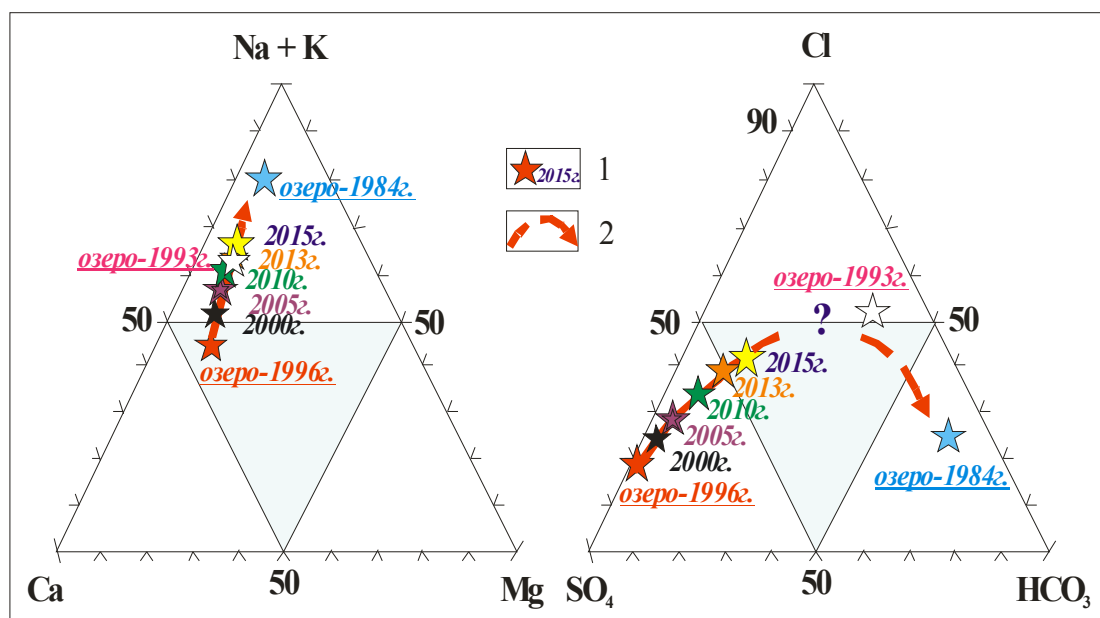 Na + K
озеро-1984г.
2015г.
озеро-1993г.
2013г.
2010г.
2005г.
50
50
2000г.
озеро-1996г.
Ca
50
Mg
2015г.
1
2
Cl
90
озеро-1993г.
50
?
50
2015г.
2013г.
2010г.
2005г.
2000г.
озеро-1984г.
озеро-1996г.
SO4
50
HCO3